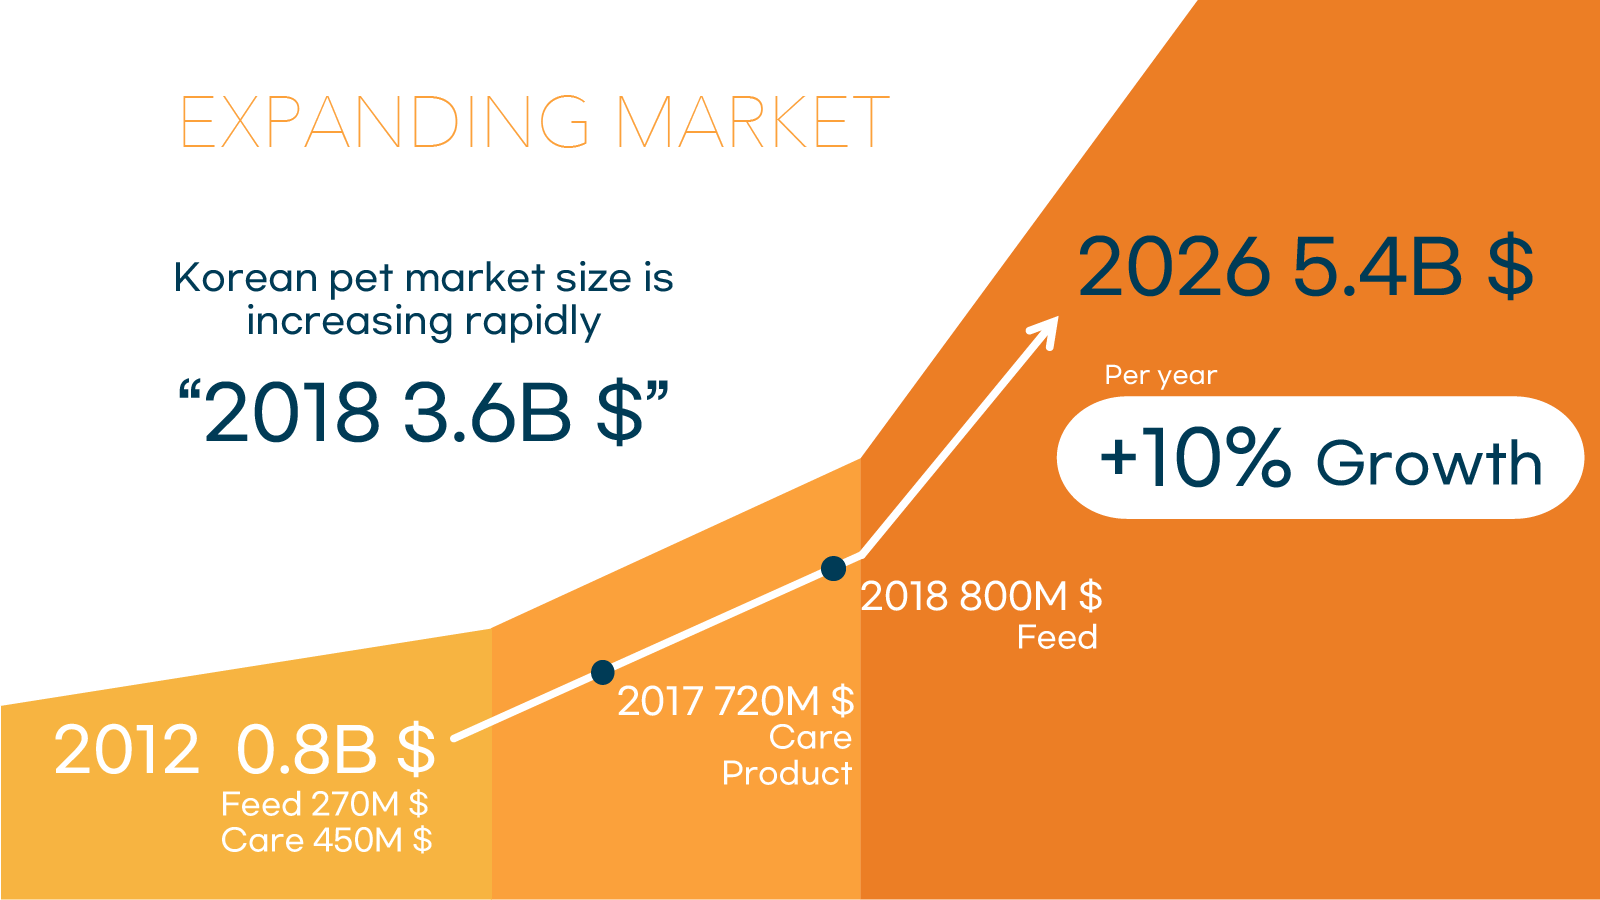 EXPANDING MARKET
Korean pet market size is
increasing rapidly
“2018 3.6B $”
2026 5.4B $
Per year
+10% Growth
2018 800M $
Feed
2017 720M $
Care
Product
2012 0.8B $
Feed 270M $
Care 450M $